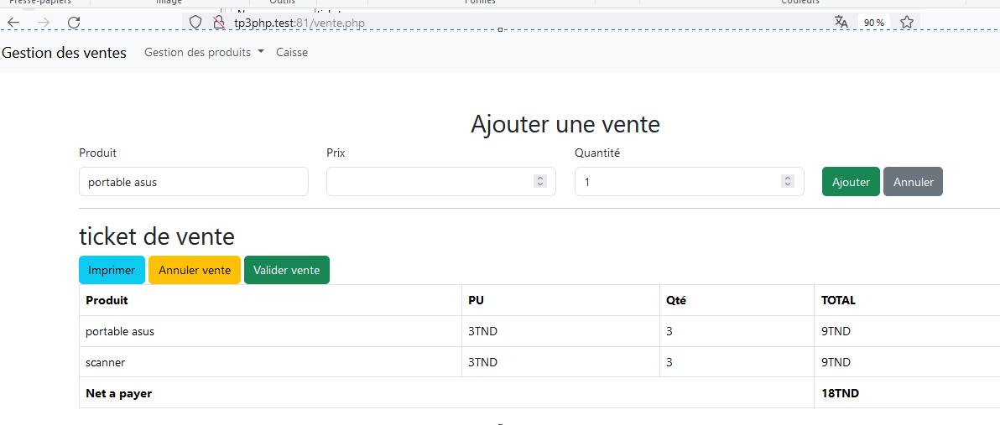 Presse-papiers Image Outils Formes Couleurs
tp3php.test:81/vente.php 90 %
Gestion des ventes Gestion des produits Caisse
Ajouter une vente
Produit Prix Quantité
portable asus 1 Ajouter Annuler
ticket de vente
Imprimer Annuler vente Valider vente
Produit PU Qté TOTAL
portable asus 3TND 3 9TND
scanner 3TND 3 9TND
Net a payer 18TND